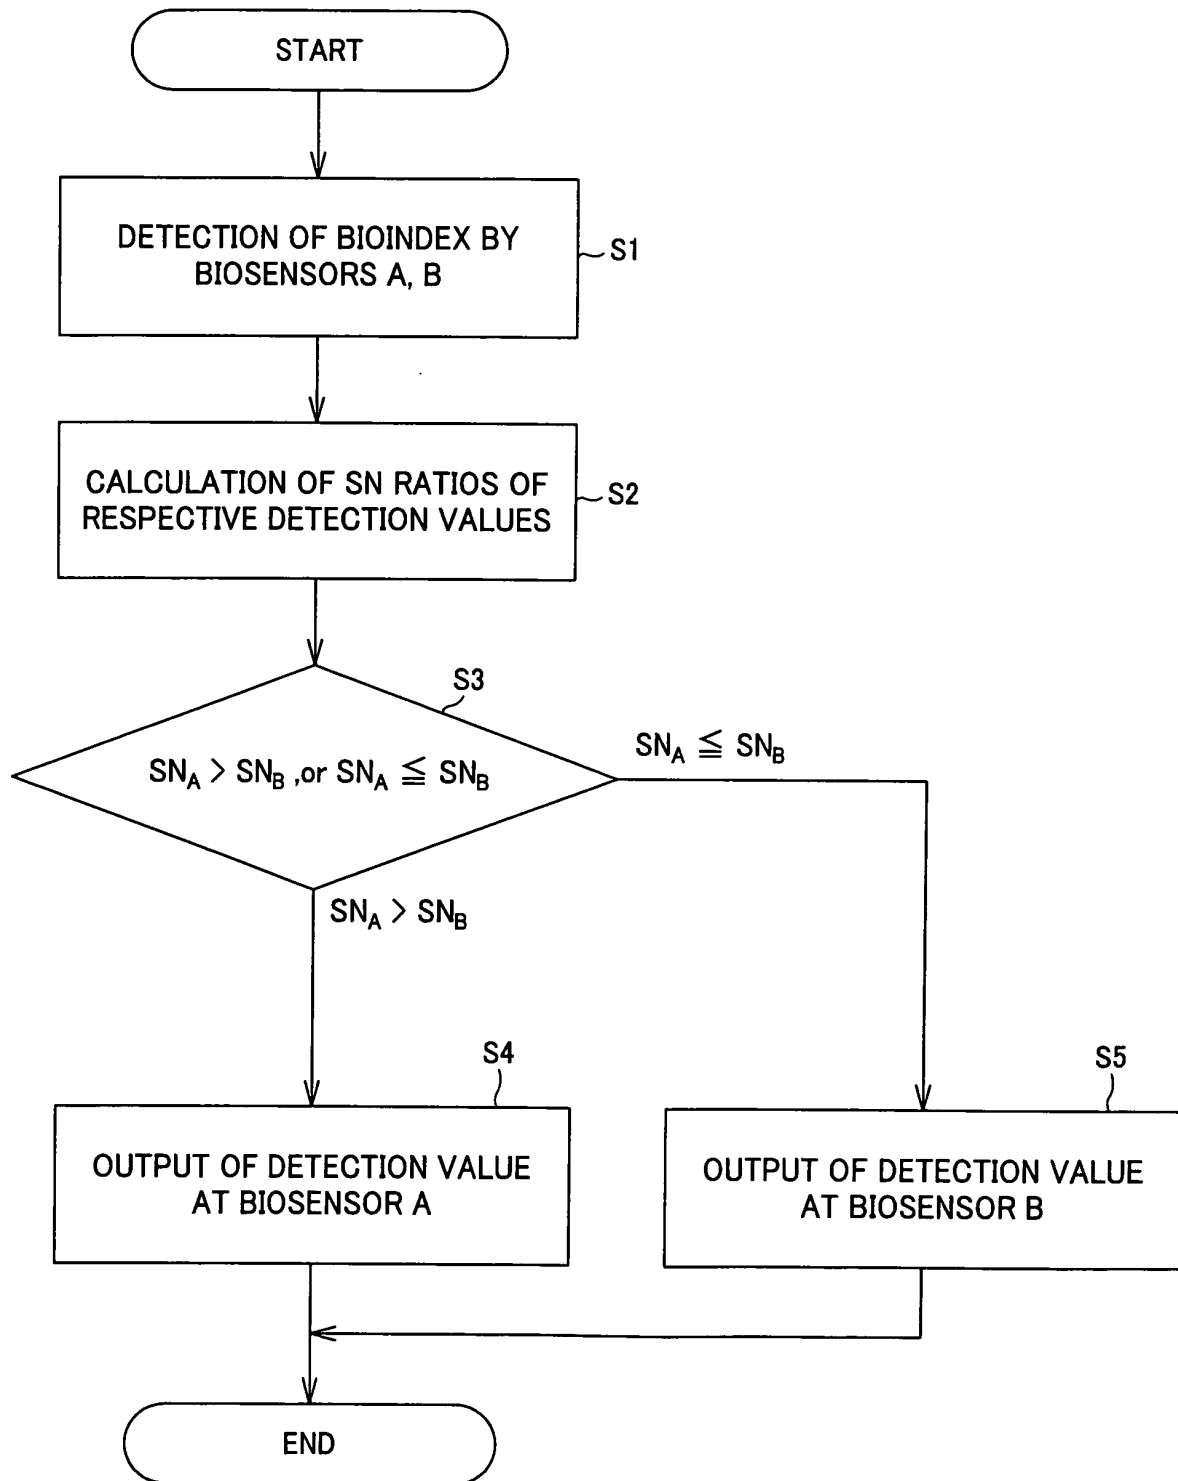 START
DETECTION OF BIOINDEX BY
BIOSENSORS A, B
S1
CALCULATION OF SN RATIOS OF
RESPECTIVE DETECTION VALUES
S2
S3
SN_A > SN_B ,or SN_A ≦ SN_B
SN_A ≦ SN_B
SN_A > SN_B
S4
OUTPUT OF DETECTION VALUE
AT BIOSENSOR A
S5
OUTPUT OF DETECTION VALUE
AT BIOSENSOR B
END